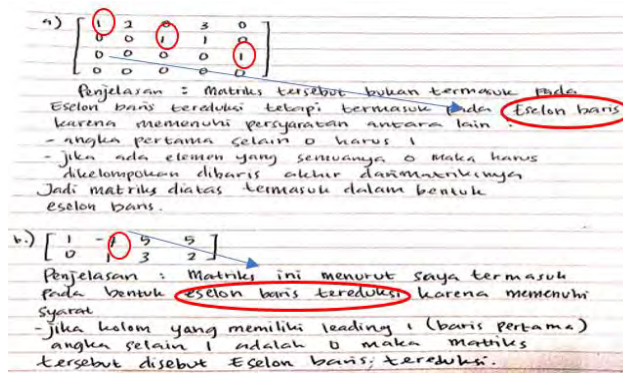 a) [ 1 2 0 3 0
0 0 1 1 0
0 0 0 0 1
0 0 0 0 0 ]
Penjelasan : Matriks tersebut bukan termasuk pada
Eselon baris tereduksi tetapi termasuk pada Eselon baris
karena memenuhi persyaratan antara lain :
- angka pertama selain 0 harus 1
- jika ada elemen yang semuanya 0 maka harus
dikelompokan dibaris akhir dari matriknya
Jadi matriks diatas termasuk dalam bentuk
eselon baris.
b.) [ 1 -1 5 5
0 1 3 2 ]
Penjelasan : Matriks ini menurut saya termasuk
pada bentuk eselon baris tereduksi karena memenuhi
syarat
- jika kolom yang memiliki leading 1 (baris pertama)
angka selain 1 adalah 0 maka matriks
tersebut disebut Eselon baris tereduksi.